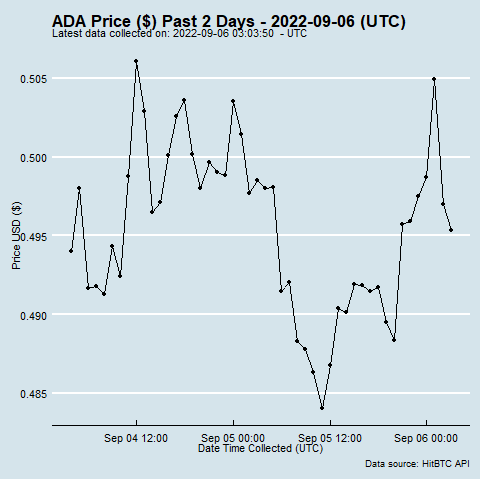 ADA Price ($) Past 2 Days - 2022-09-06 (UTC)
Latest data collected on: 2022-09-06 03:03:50 - UTC
0.505
0.500
0.495
0.490
0.485
Price USD ($)
Sep 04 12:00 Sep 05 00:00 Sep 05 12:00 Sep 06 00:00
Date Time Collected (UTC)
Data source: HitBTC API